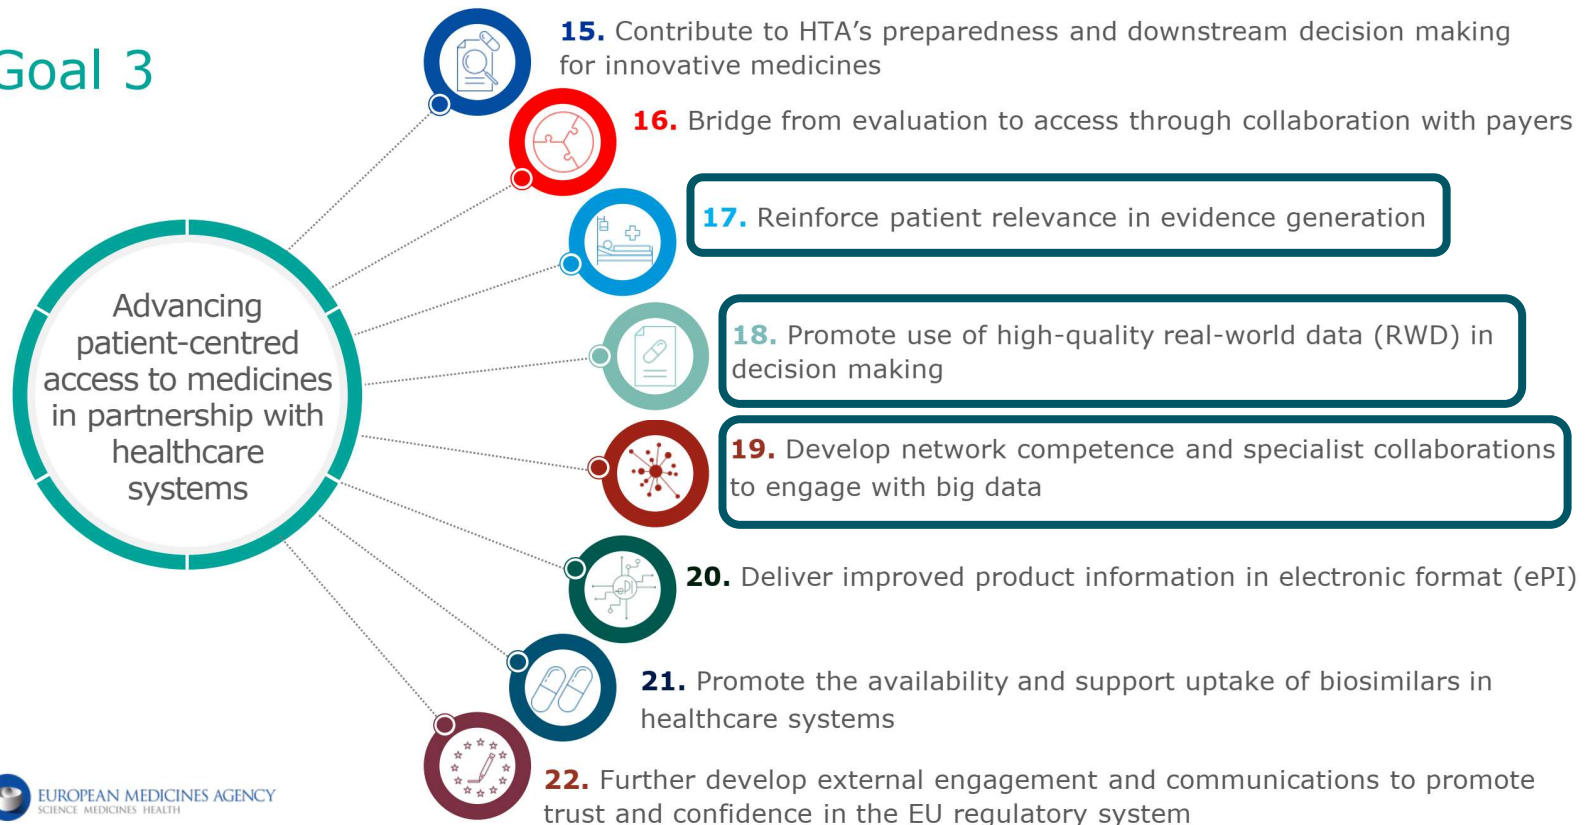 Goal 3
15. Contribute to HTA's preparedness and downstream decision making
for innovative medicines
16. Bridge from evaluation to access through collaboration with payers
17. Reinforce patient relevance in evidence generation
18. Promote use of high-quality real-world data (RWD) in
decision making
19. Develop network competence and specialist collaborations
to engage with big data
20. Deliver improved product information in electronic format (ePI)
21. Promote the availability and support uptake of biosimilars in
healthcare systems
22. Further develop external engagement and communications to promote
trust and confidence in the EU regulatory system
Advancing
patient-centred
access to medicines
in partnership with
healthcare
systems
ePI
EUROPEAN MEDICINES AGENCY
SCIENCE MEDICINES HEALTH